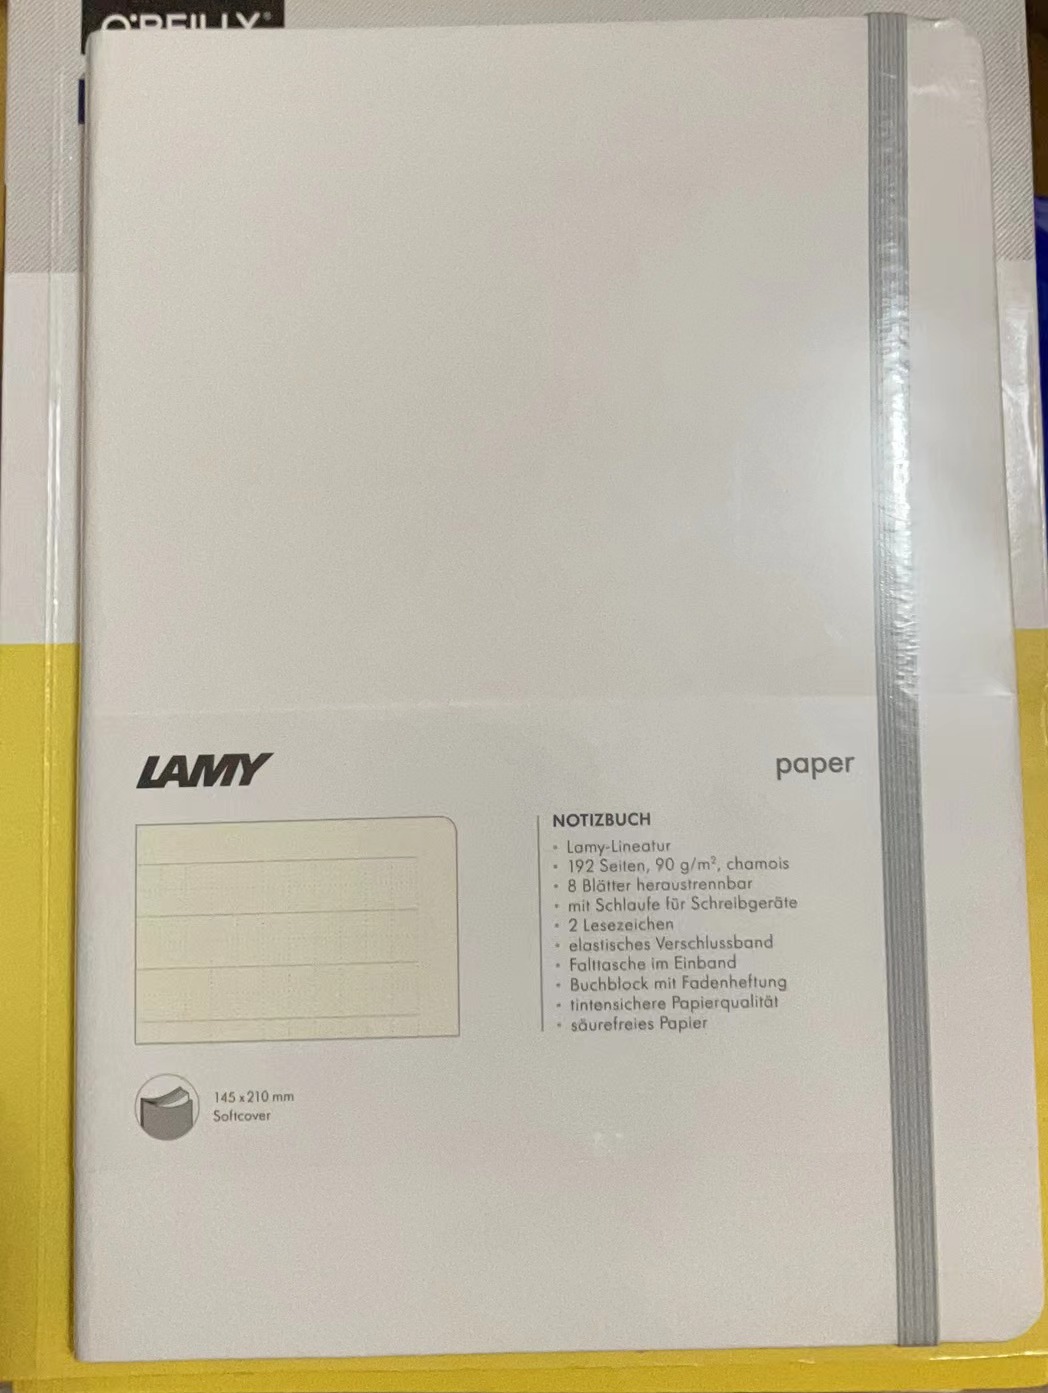 O'REILLY®
LAMY
paper
NOTIZBUCH
• Lamy-Lineatur
• 192 Seiten, 90 g/m², chamois
• 8 Blätter heraustrennbar
• mit Schlaufe für Schreibgeräte
• 2 Lesezeichen
• elastisches Verschlussband
• Falttasche im Einband
• Buchblock mit Fadenheftung
• tintensichere Papierqualität
• säurefreies Papier
145 x 210 mm
Softcover